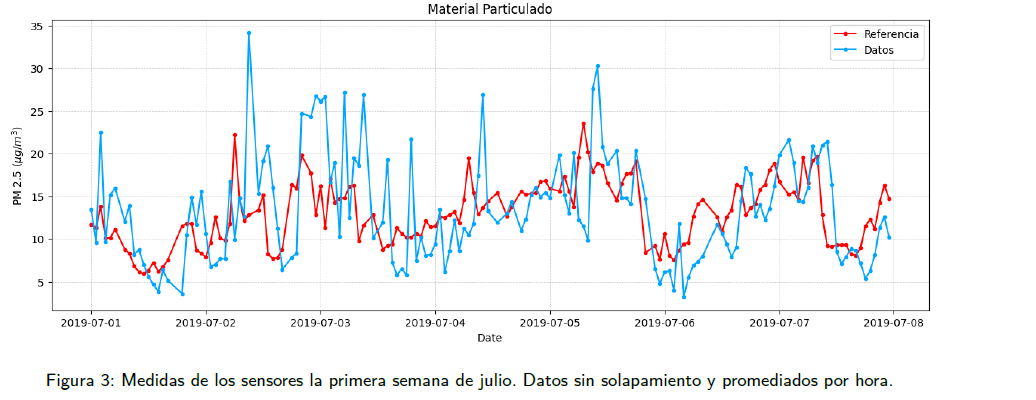 Material Particulado
35
30
25
20
15
10
5
PM 2.5 (μg/m³)
Referencia
Datos
2019-07-01 2019-07-02 2019-07-03 2019-07-04 2019-07-05 2019-07-06 2019-07-07 2019-07-08
Date
Figura 3: Medidas de los sensores la primera semana de julio. Datos sin solapamiento y promediados por hora.